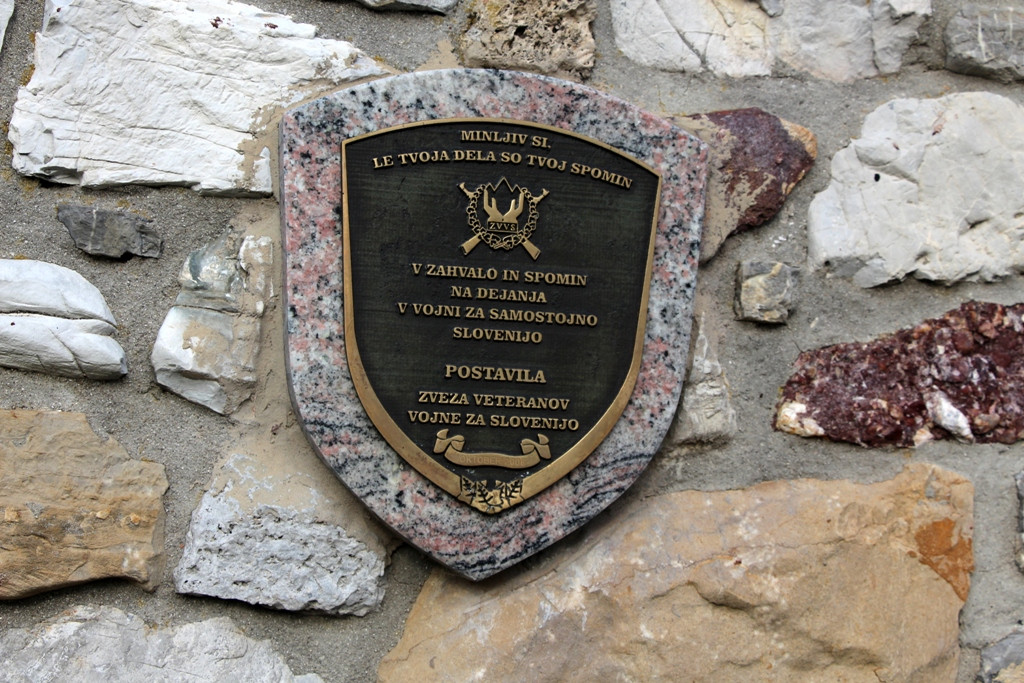 MINLJIV SI,
LE TVOJA DELA SO TVOJ SPOMIN
ZVVS
V ZAHVALO IN SPOMIN
NA DEJANJA
V VOJNI ZA SAMOSTOJNO
SLOVENIJO
POSTAVILA
ZVEZA VETERANOV
VOJNE ZA SLOVENIJO